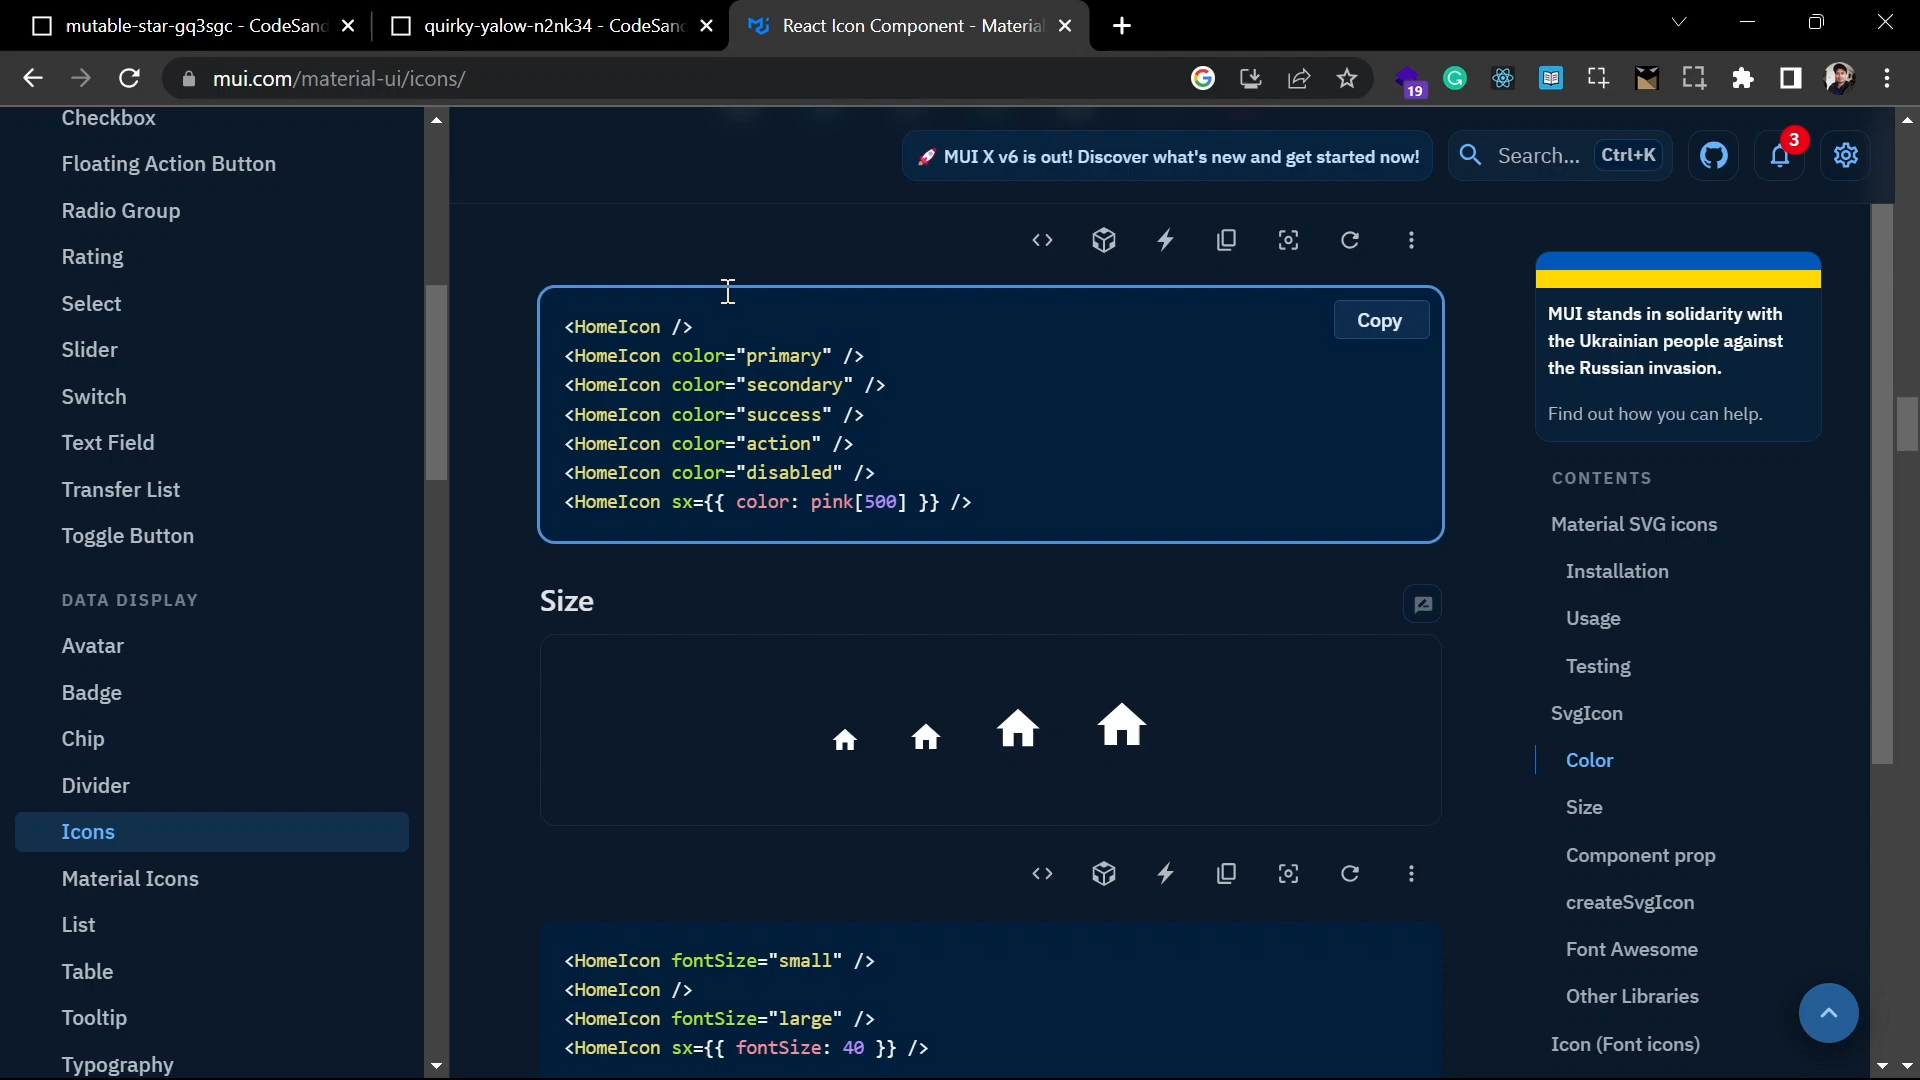 mutable-star-gq3sgc - CodeSand
quirky-yalow-n2nk34 - CodeSand
React Icon Component - Material
mui.com/material-ui/icons/
19
Checkbox
Floating Action Button
Radio Group
Rating
Select
Slider
Switch
Text Field
Transfer List
Toggle Button
DATA DISPLAY
Avatar
Badge
Chip
Divider
Icons
Material Icons
List
Table
Tooltip
Typography
🚀 MUI X v6 is out! Discover what's new and get started now!
Search... Ctrl+K
3
<HomeIcon />
<HomeIcon color="primary" />
<HomeIcon color="secondary" />
<HomeIcon color="success" />
<HomeIcon color="action" />
<HomeIcon color="disabled" />
<HomeIcon sx={{ color: pink[500] }} />
Copy
Size
<HomeIcon fontSize="small" />
<HomeIcon />
<HomeIcon fontSize="large" />
<HomeIcon sx={{ fontSize: 40 }} />
MUI stands in solidarity with
the Ukrainian people against
the Russian invasion.
Find out how you can help.
CONTENTS
Material SVG icons
Installation
Usage
Testing
SvgIcon
Color
Size
Component prop
createSvgIcon
Font Awesome
Other Libraries
Icon (Font icons)